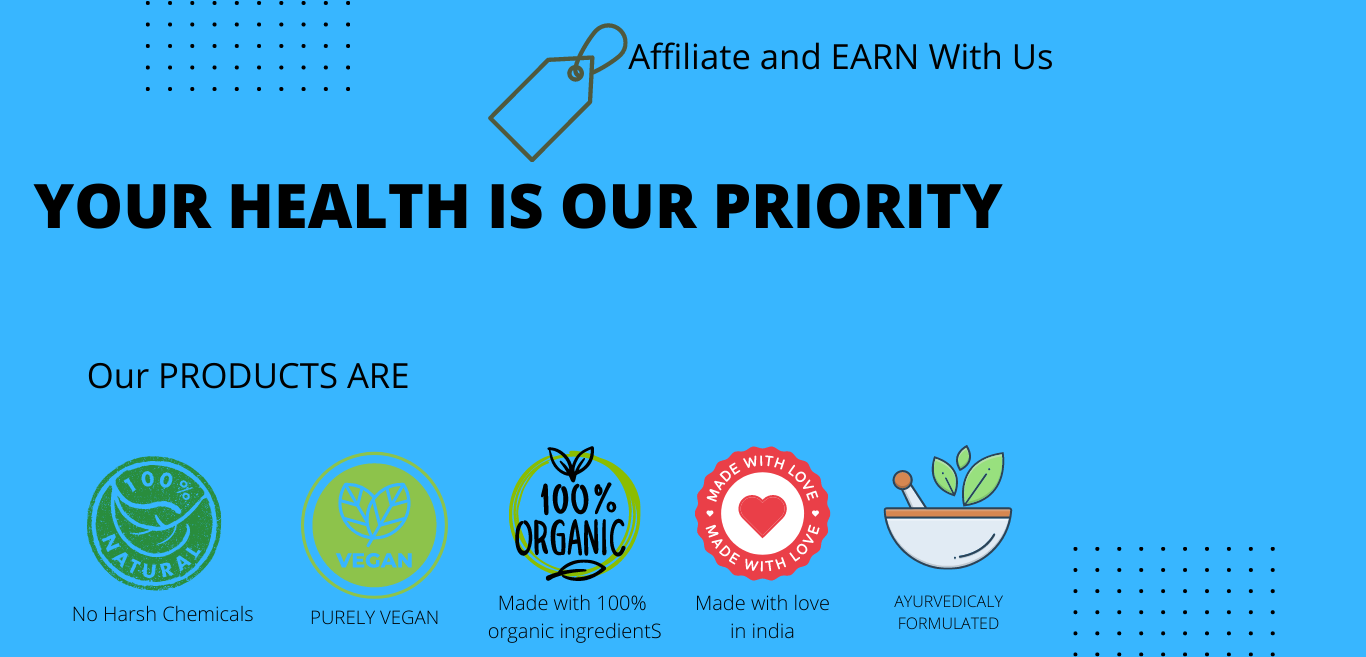 Affiliate and EARN With Us
YOUR HEALTH IS OUR PRIORITY
Our PRODUCTS ARE
100%
NATURAL
No Harsh Chemicals
VEGAN
PURELY VEGAN
100%
ORGANIC
Made with 100%
organic ingredientS
MADE WITH LOVE
MADE WITH LOVE
Made with love
in india
AYURVEDICALY
FORMULATED